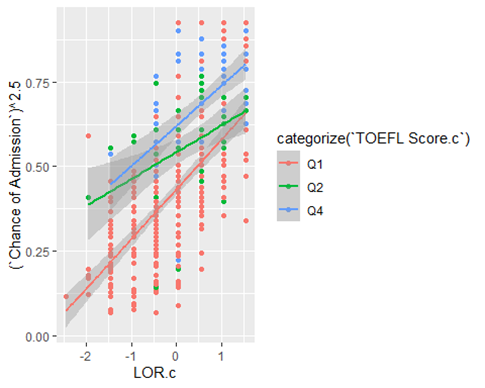 (`Chance of Admission`)^2.5
0.75
0.50
0.25
0.00
-2
-1
0
1
LOR.c
categorize(`TOEFL Score.c`)
Q1
Q2
Q4